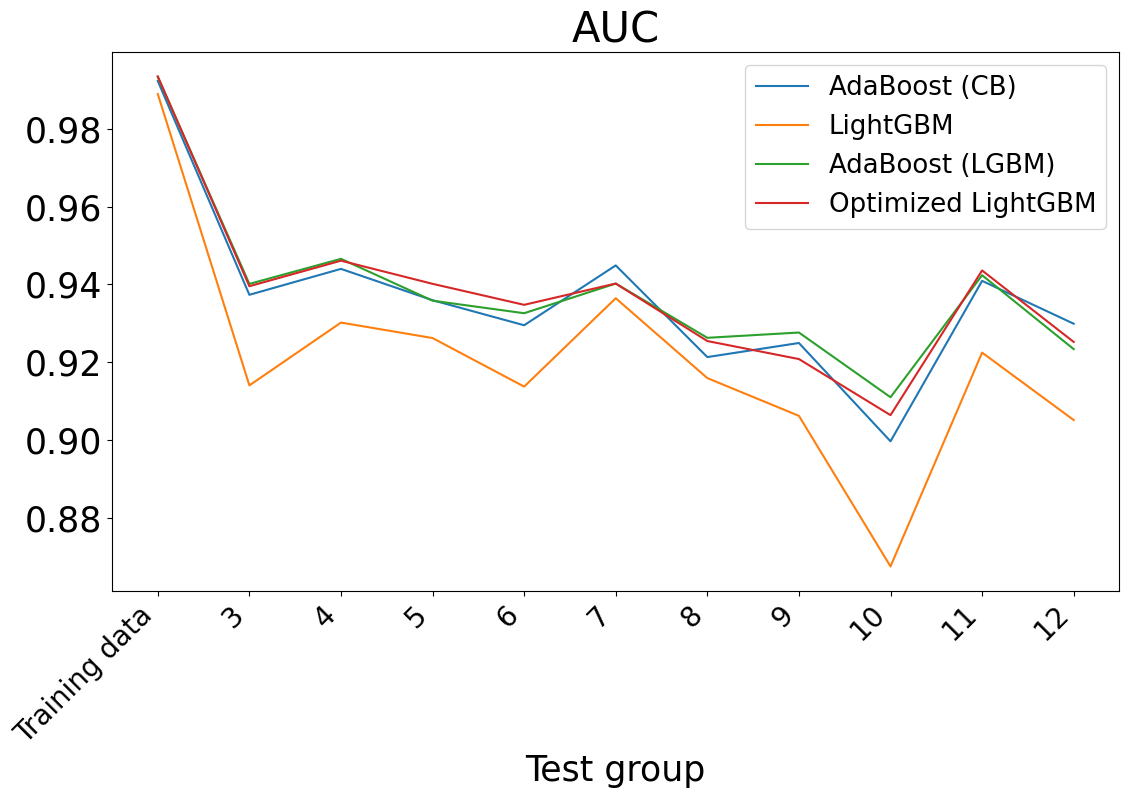 AUC
AdaBoost (CB)
LightGBM
AdaBoost (LGBM)
Optimized LightGBM
0.98
0.96
0.94
0.92
0.90
0.88
Training data
3
4
5
6
7
8
9
10
11
12
Test group